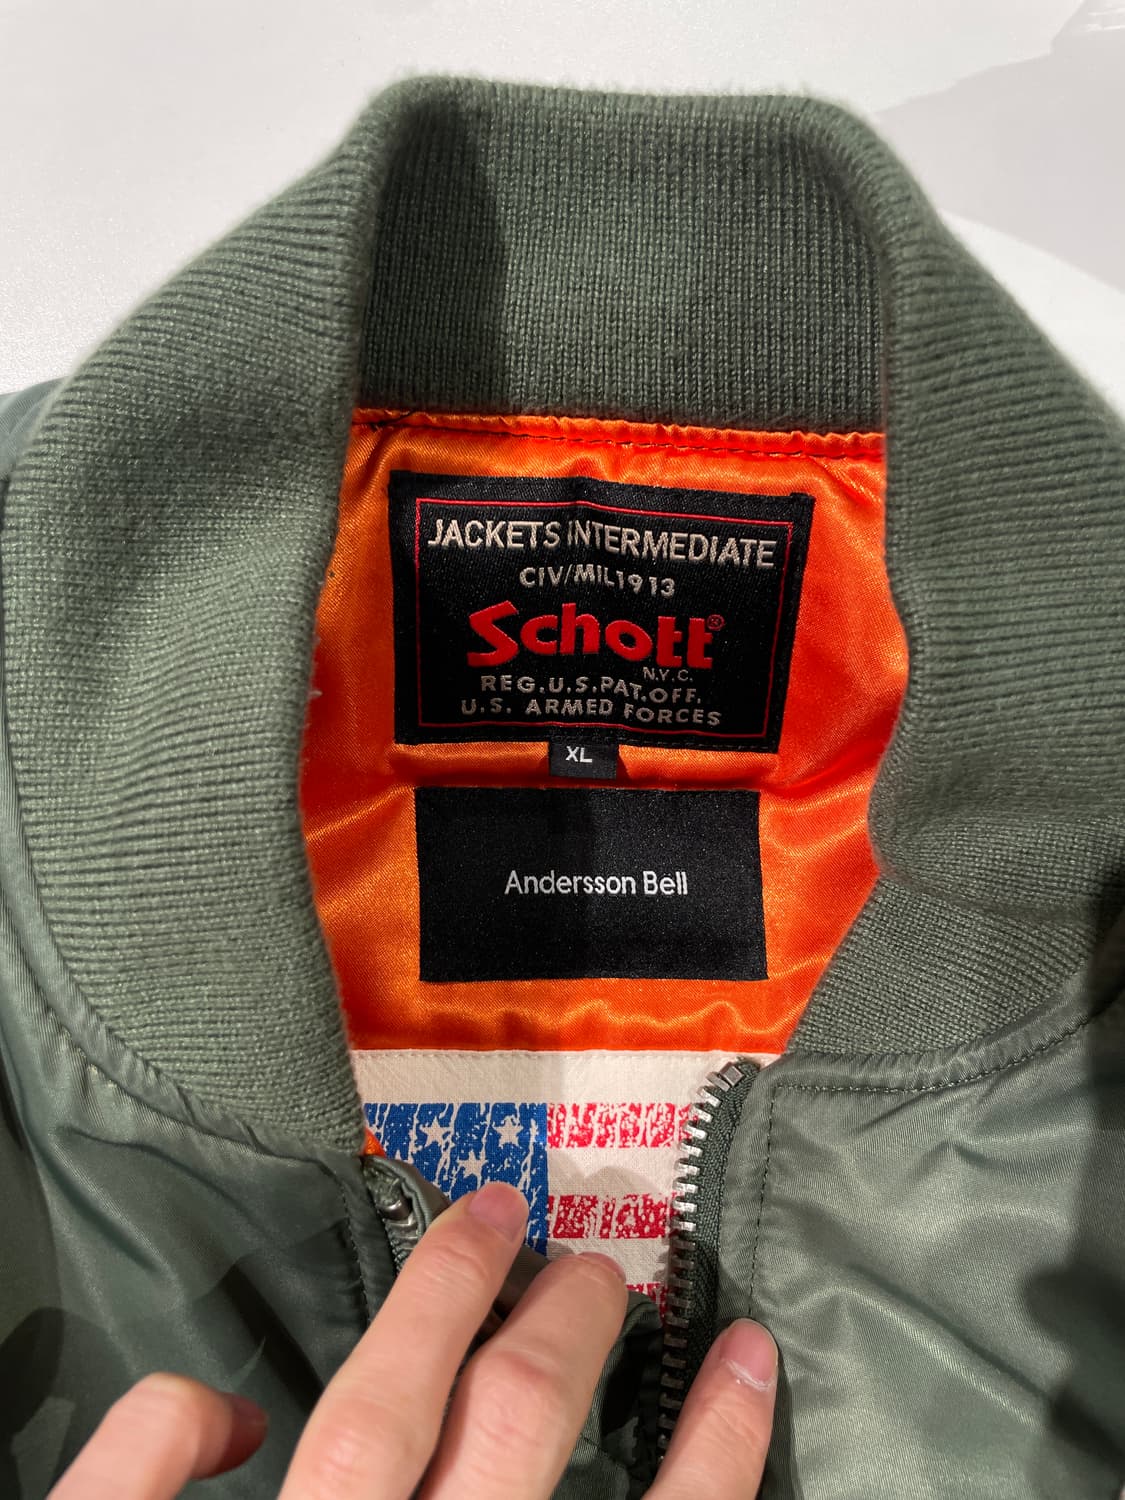 JACKETS INTERMEDIATE
CIV/MIL1913
Schott®
N.Y.C.
REG.U.S.PAT.OFF.
U.S. ARMED FORCES
XL
Andersson Bell